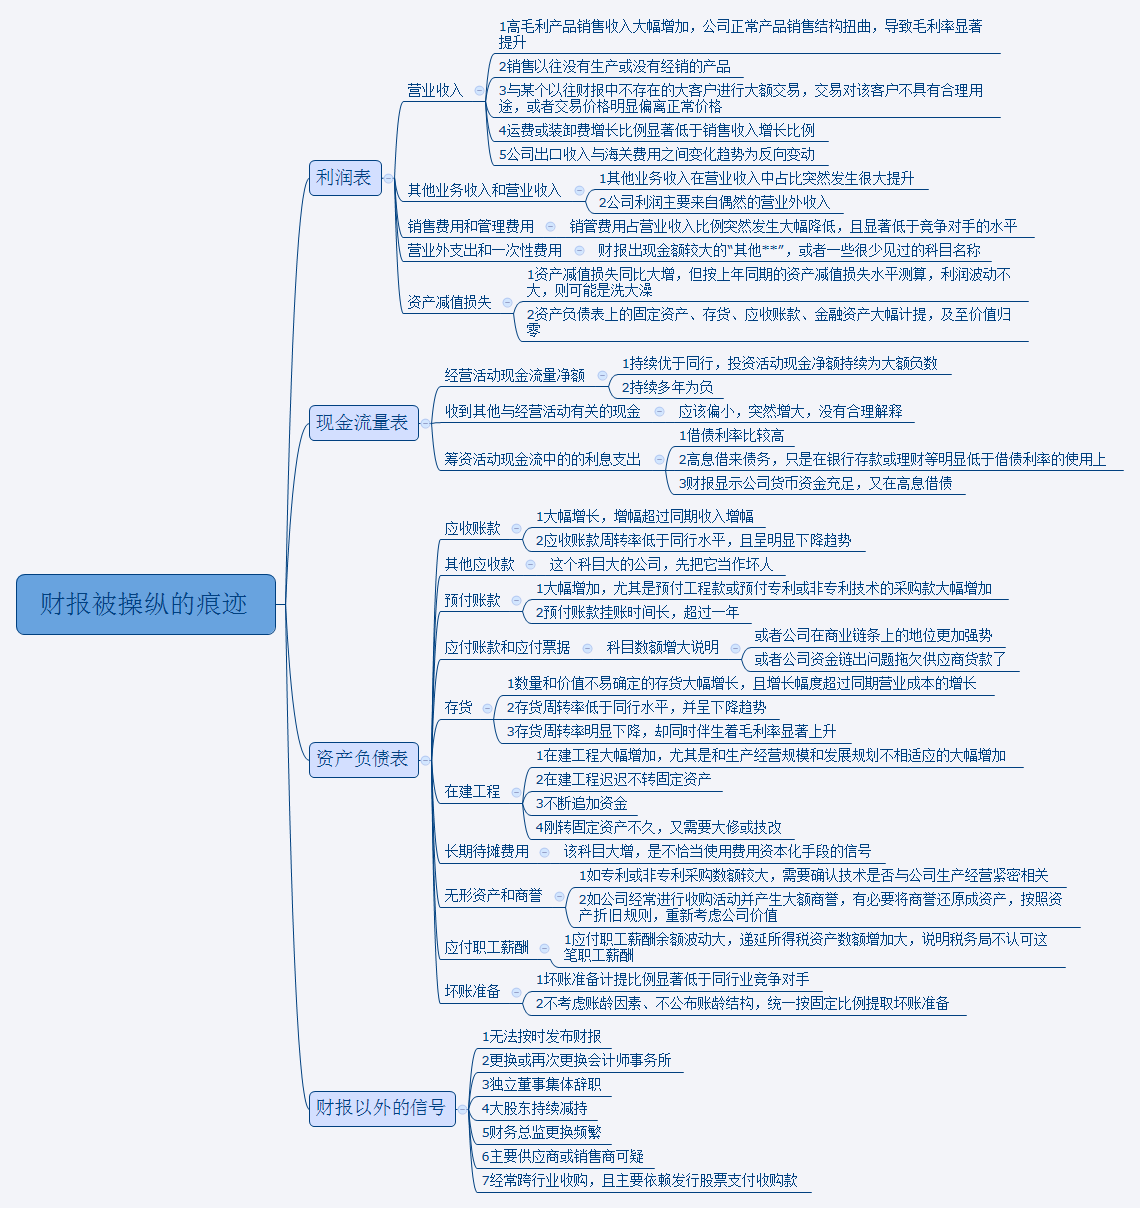 财报被操纵的痕迹
利润表
营业收入
1高毛利产品销售收入大幅增加，公司正常产品销售结构扭曲，导致毛利率显著
提升
2销售以往没有生产或没有经销的产品
3与某个以往财报中不存在的大客户进行大额交易，交易对该客户不具有合理用
途，或者交易价格明显偏离正常价格
4运费或装卸费增长比例显著低于销售收入增长比例
5公司出口收入与海关费用之间变化趋势为反向变动
其他业务收入和营业收入
1其他业务收入在营业收入中占比突然发生很大提升
2公司利润主要来自偶然的营业外收入
销售费用和管理费用
销管费用占营业收入比例突然发生大幅降低，且显著低于竞争对手的水平
营业外支出和一次性费用
财报出现金额较大的“其他**”，或者一些很少见过的科目名称
资产减值损失
1资产减值损失同比大增，但按上年同期的资产减值损失水平测算，利润波动不
大，则可能是洗大澡
2资产负债表上的固定资产、存货、应收账款、金融资产大幅计提，及至价值归
零
现金流量表
经营活动现金流量净额
1持续优于同行，投资活动现金净额持续为大额负数
2持续多年为负
收到其他与经营活动有关的现金
应该偏小，突然增大，没有合理解释
筹资活动现金流中的的利息支出
1借债利率比较高
2高息借来债务，只是在银行存款或理财等明显低于借债利率的使用上
3财报显示公司货币资金充足，又在高息借债
资产负债表
应收账款
1大幅增长，增幅超过同期收入增幅
2应收账款周转率低于同行水平，且呈明显下降趋势
其他应收款
这个科目大的公司，先把它当作坏人
预付账款
1大幅增加，尤其是预付工程款或预付专利或非专利技术的采购款大幅增加
2预付账款挂账时间长，超过一年
应付账款和应付票据
科目数额增大说明
或者公司在商业链条上的地位更加强势
或者公司资金链出问题拖欠供应商货款了
存货
1数量和价值不易确定的存货大幅增长，且增长幅度超过同期营业成本的增长
2存货周转率低于同行水平，并呈下降趋势
3存货周转率明显下降，却同时伴生着毛利率显著上升
在建工程
1在建工程大幅增加，尤其是和生产经营规模和发展规划不相适应的大幅增加
2在建工程迟迟不转固定资产
3不断追加资金
4刚转固定资产不久，又需要大修或技改
长期待摊费用
该科目大增，是不恰当使用费用资本化手段的信号
无形资产和商誉
1如专利或非专利采购数额较大，需要确认技术是否与公司生产经营紧密相关
2如公司经常进行收购活动并产生大额商誉，有必要将商誉还原成资产，按照资
产折旧规则，重新考虑公司价值
应付职工薪酬
1应付职工薪酬余额波动大，递延所得税资产数额增加大，说明税务局不认可这
笔职工薪酬
坏账准备
1坏账准备计提比例显著低于同行业竞争对手
2不考虑账龄因素、不公布账龄结构，统一按固定比例提取坏账准备
财报以外的信号
1无法按时发布财报
2更换或再次更换会计师事务所
3独立董事集体辞职
4大股东持续减持
5财务总监更换频繁
6主要供应商或销售商可疑
7经常跨行业收购，且主要依赖发行股票支付收购款